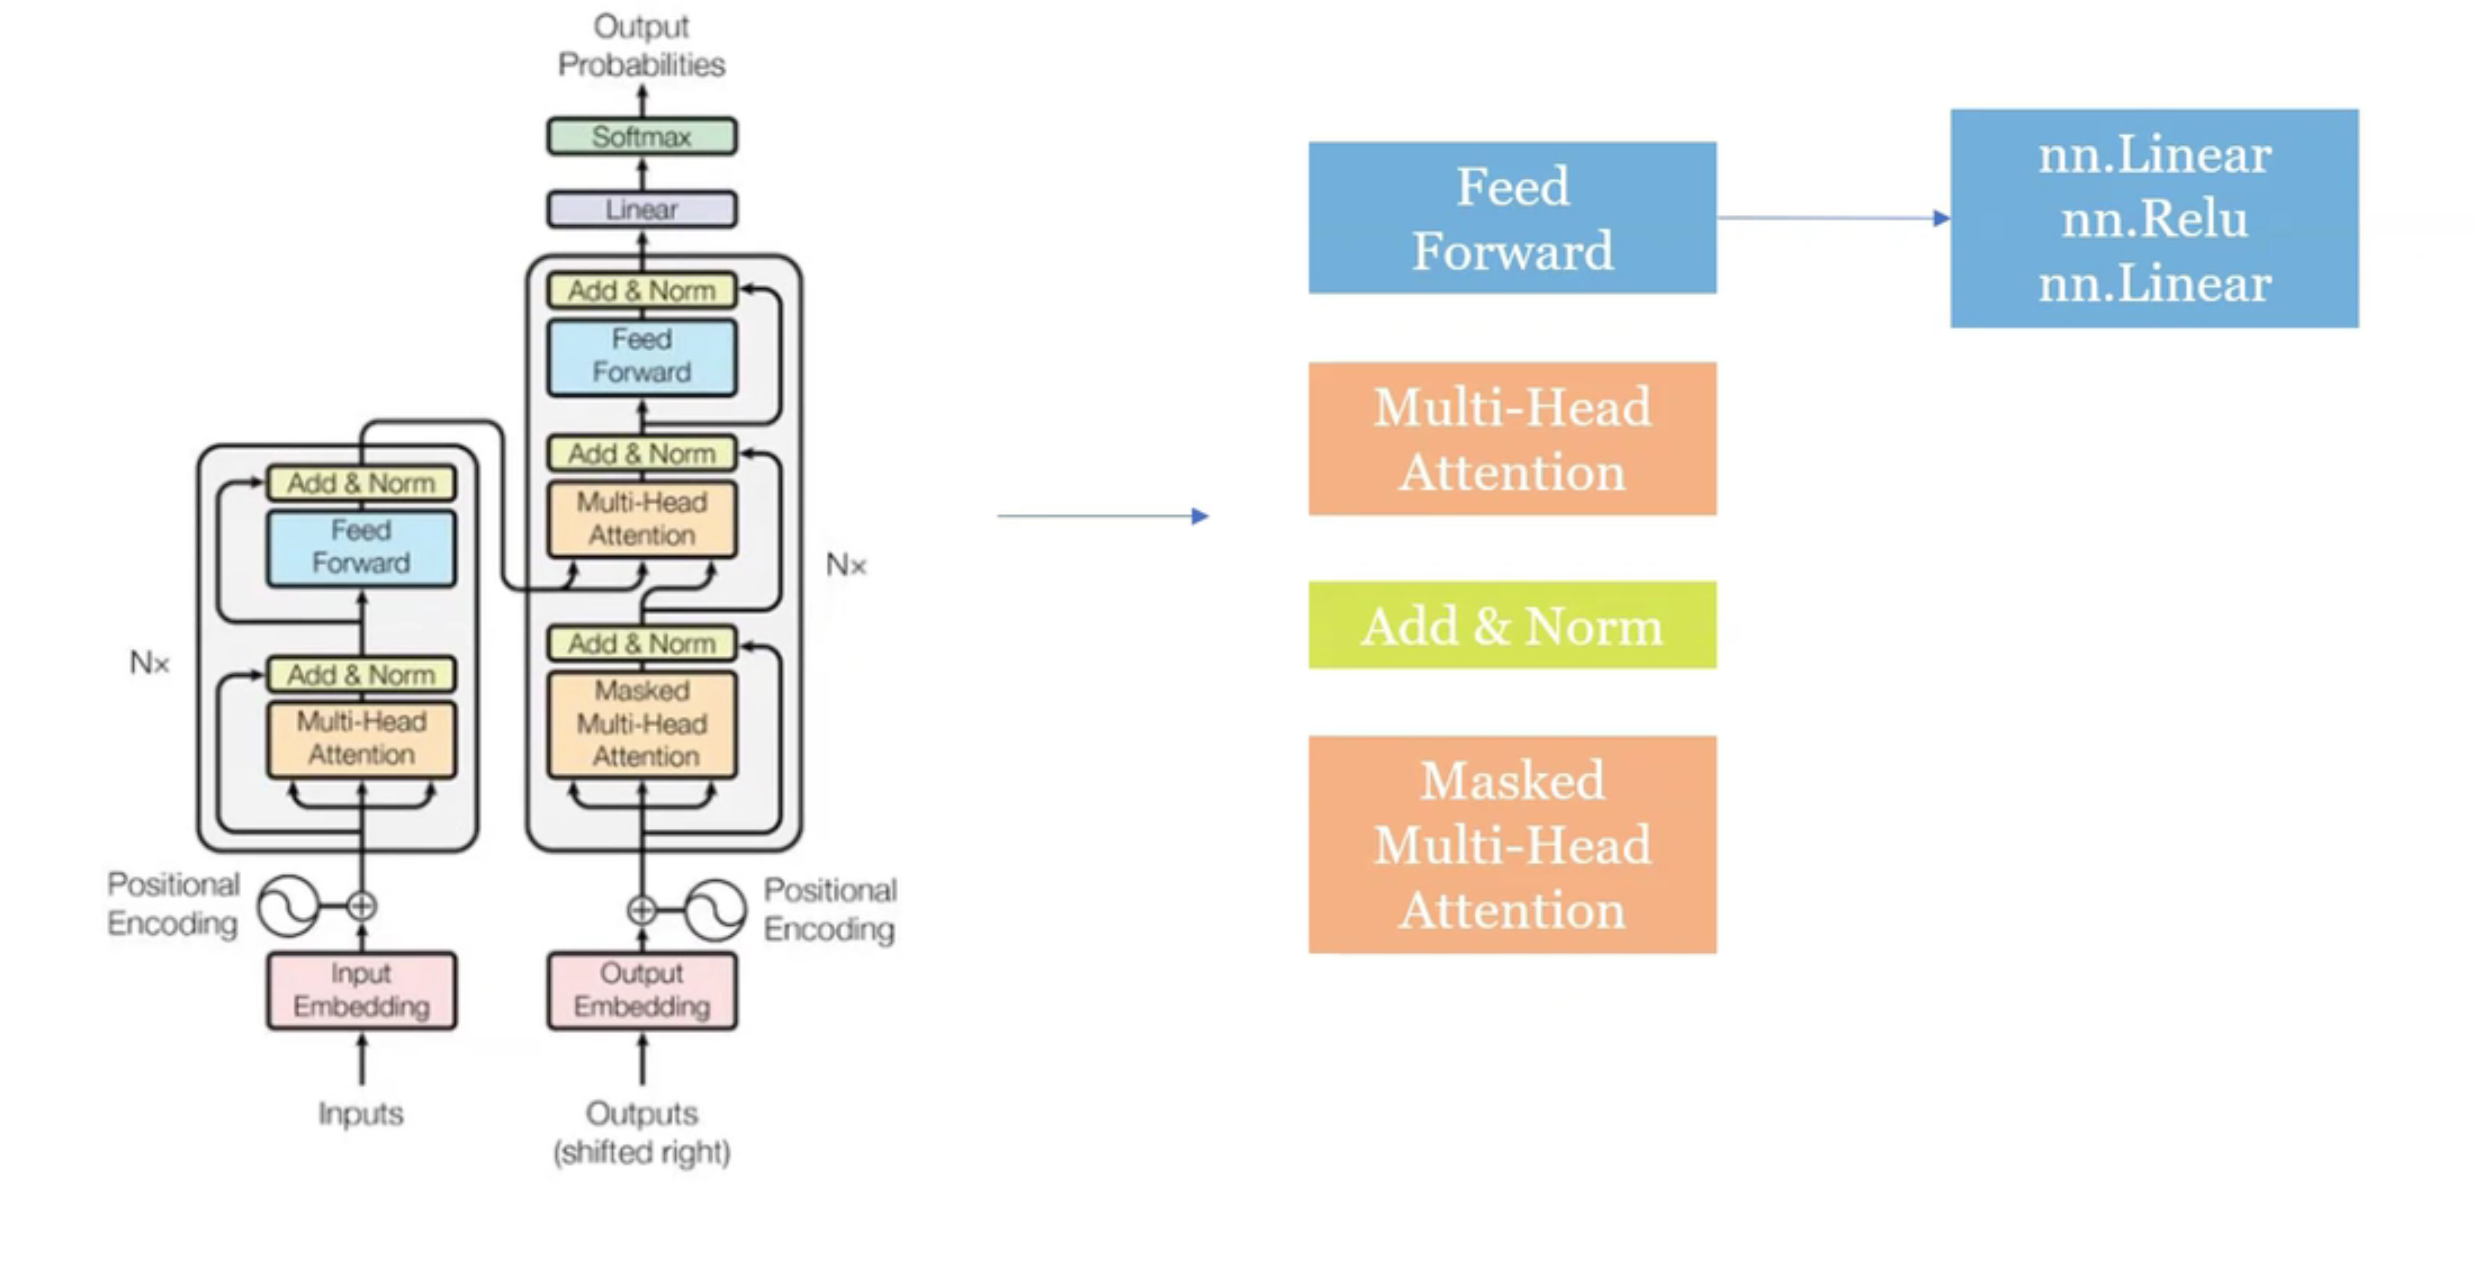 Output
Probabilities
Softmax
Linear
Add & Norm
Feed
Forward
Add & Norm
Multi-Head
Attention
Add & Norm
Masked
Multi-Head
Attention
Nx
Add & Norm
Feed
Forward
Add & Norm
Multi-Head
Attention
Nx
Positional
Encoding
Positional
Encoding
Input
Embedding
Output
Embedding
Inputs
Outputs
(shifted right)
Feed
Forward
nn.Linear
nn.Relu
nn.Linear
Multi-Head
Attention
Add & Norm
Masked
Multi-Head
Attention